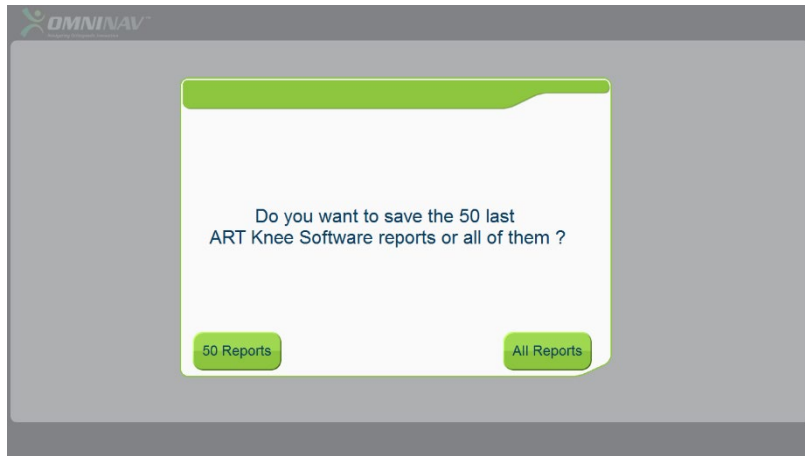 OMNINAV
Do you want to save the 50 last
ART Knee Software reports or all of them ?
50 Reports
All Reports